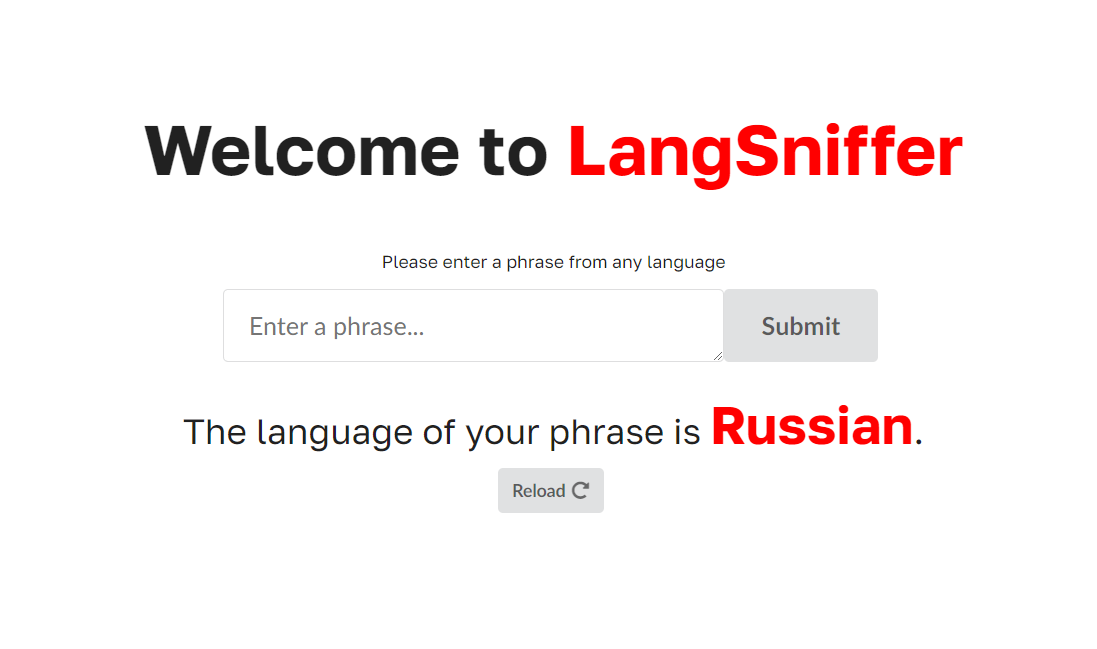 Welcome to LangSniffer
Please enter a phrase from any language
Enter a phrase...
Submit
The language of your phrase is Russian.
Reload